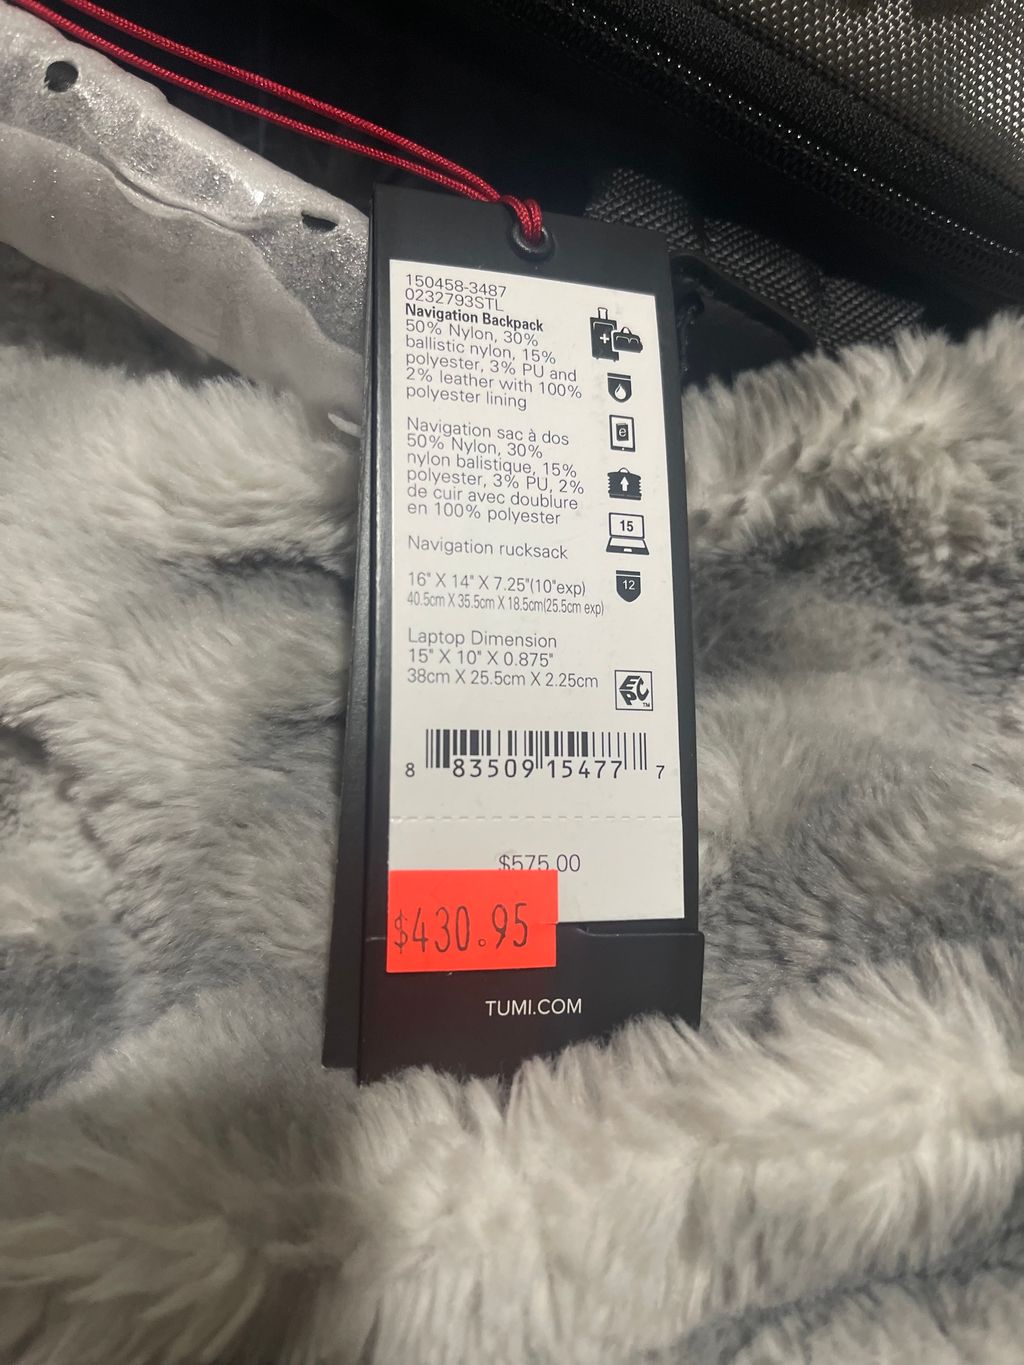 150458-3487
0232793STL
Navigation Backpack
50% Nylon, 30%
ballistic nylon, 15%
polyester, 3% PU and
2% leather with 100%
polyester lining
Navigation sac à dos
50% Nylon, 30%
nylon balistique, 15%
polyester, 3% PU, 2%
de cuir avec doublure
en 100% polyester
Navigation rucksack
16" X 14" X 7.25"(10"exp)
40.5cm X 35.5cm X 18.5cm(25.5cm exp)
Laptop Dimension
15" X 10" X 0.875"
38cm X 25.5cm X 2.25cm
e
15
12
EPC™
8 83509 15477 7
$575.00
$430.95
TUMI.COM